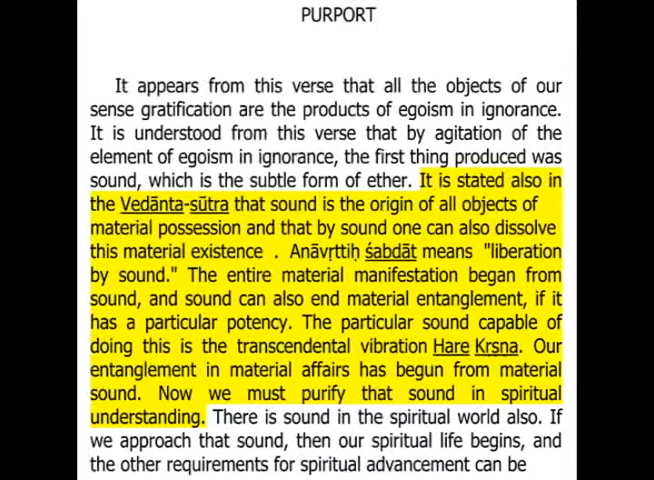 PURPORT
It appears from this verse that all the objects of our
sense gratification are the products of egoism in ignorance.
It is understood from this verse that by agitation of the
element of egoism in ignorance, the first thing produced was
sound, which is the subtle form of ether. It is stated also in
the Vedānta-sūtra that sound is the origin of all objects of
material possession and that by sound one can also dissolve
this material existence . Anāvṛttiḥ śabdāt means "liberation
by sound." The entire material manifestation began from
sound, and sound can also end material entanglement, if it
has a particular potency. The particular sound capable of
doing this is the transcendental vibration Hare Kṛṣṇa. Our
entanglement in material affairs has begun from material
sound. Now we must purify that sound in spiritual
understanding. There is sound in the spiritual world also. If
we approach that sound, then our spiritual life begins, and
the other requirements for spiritual advancement can be